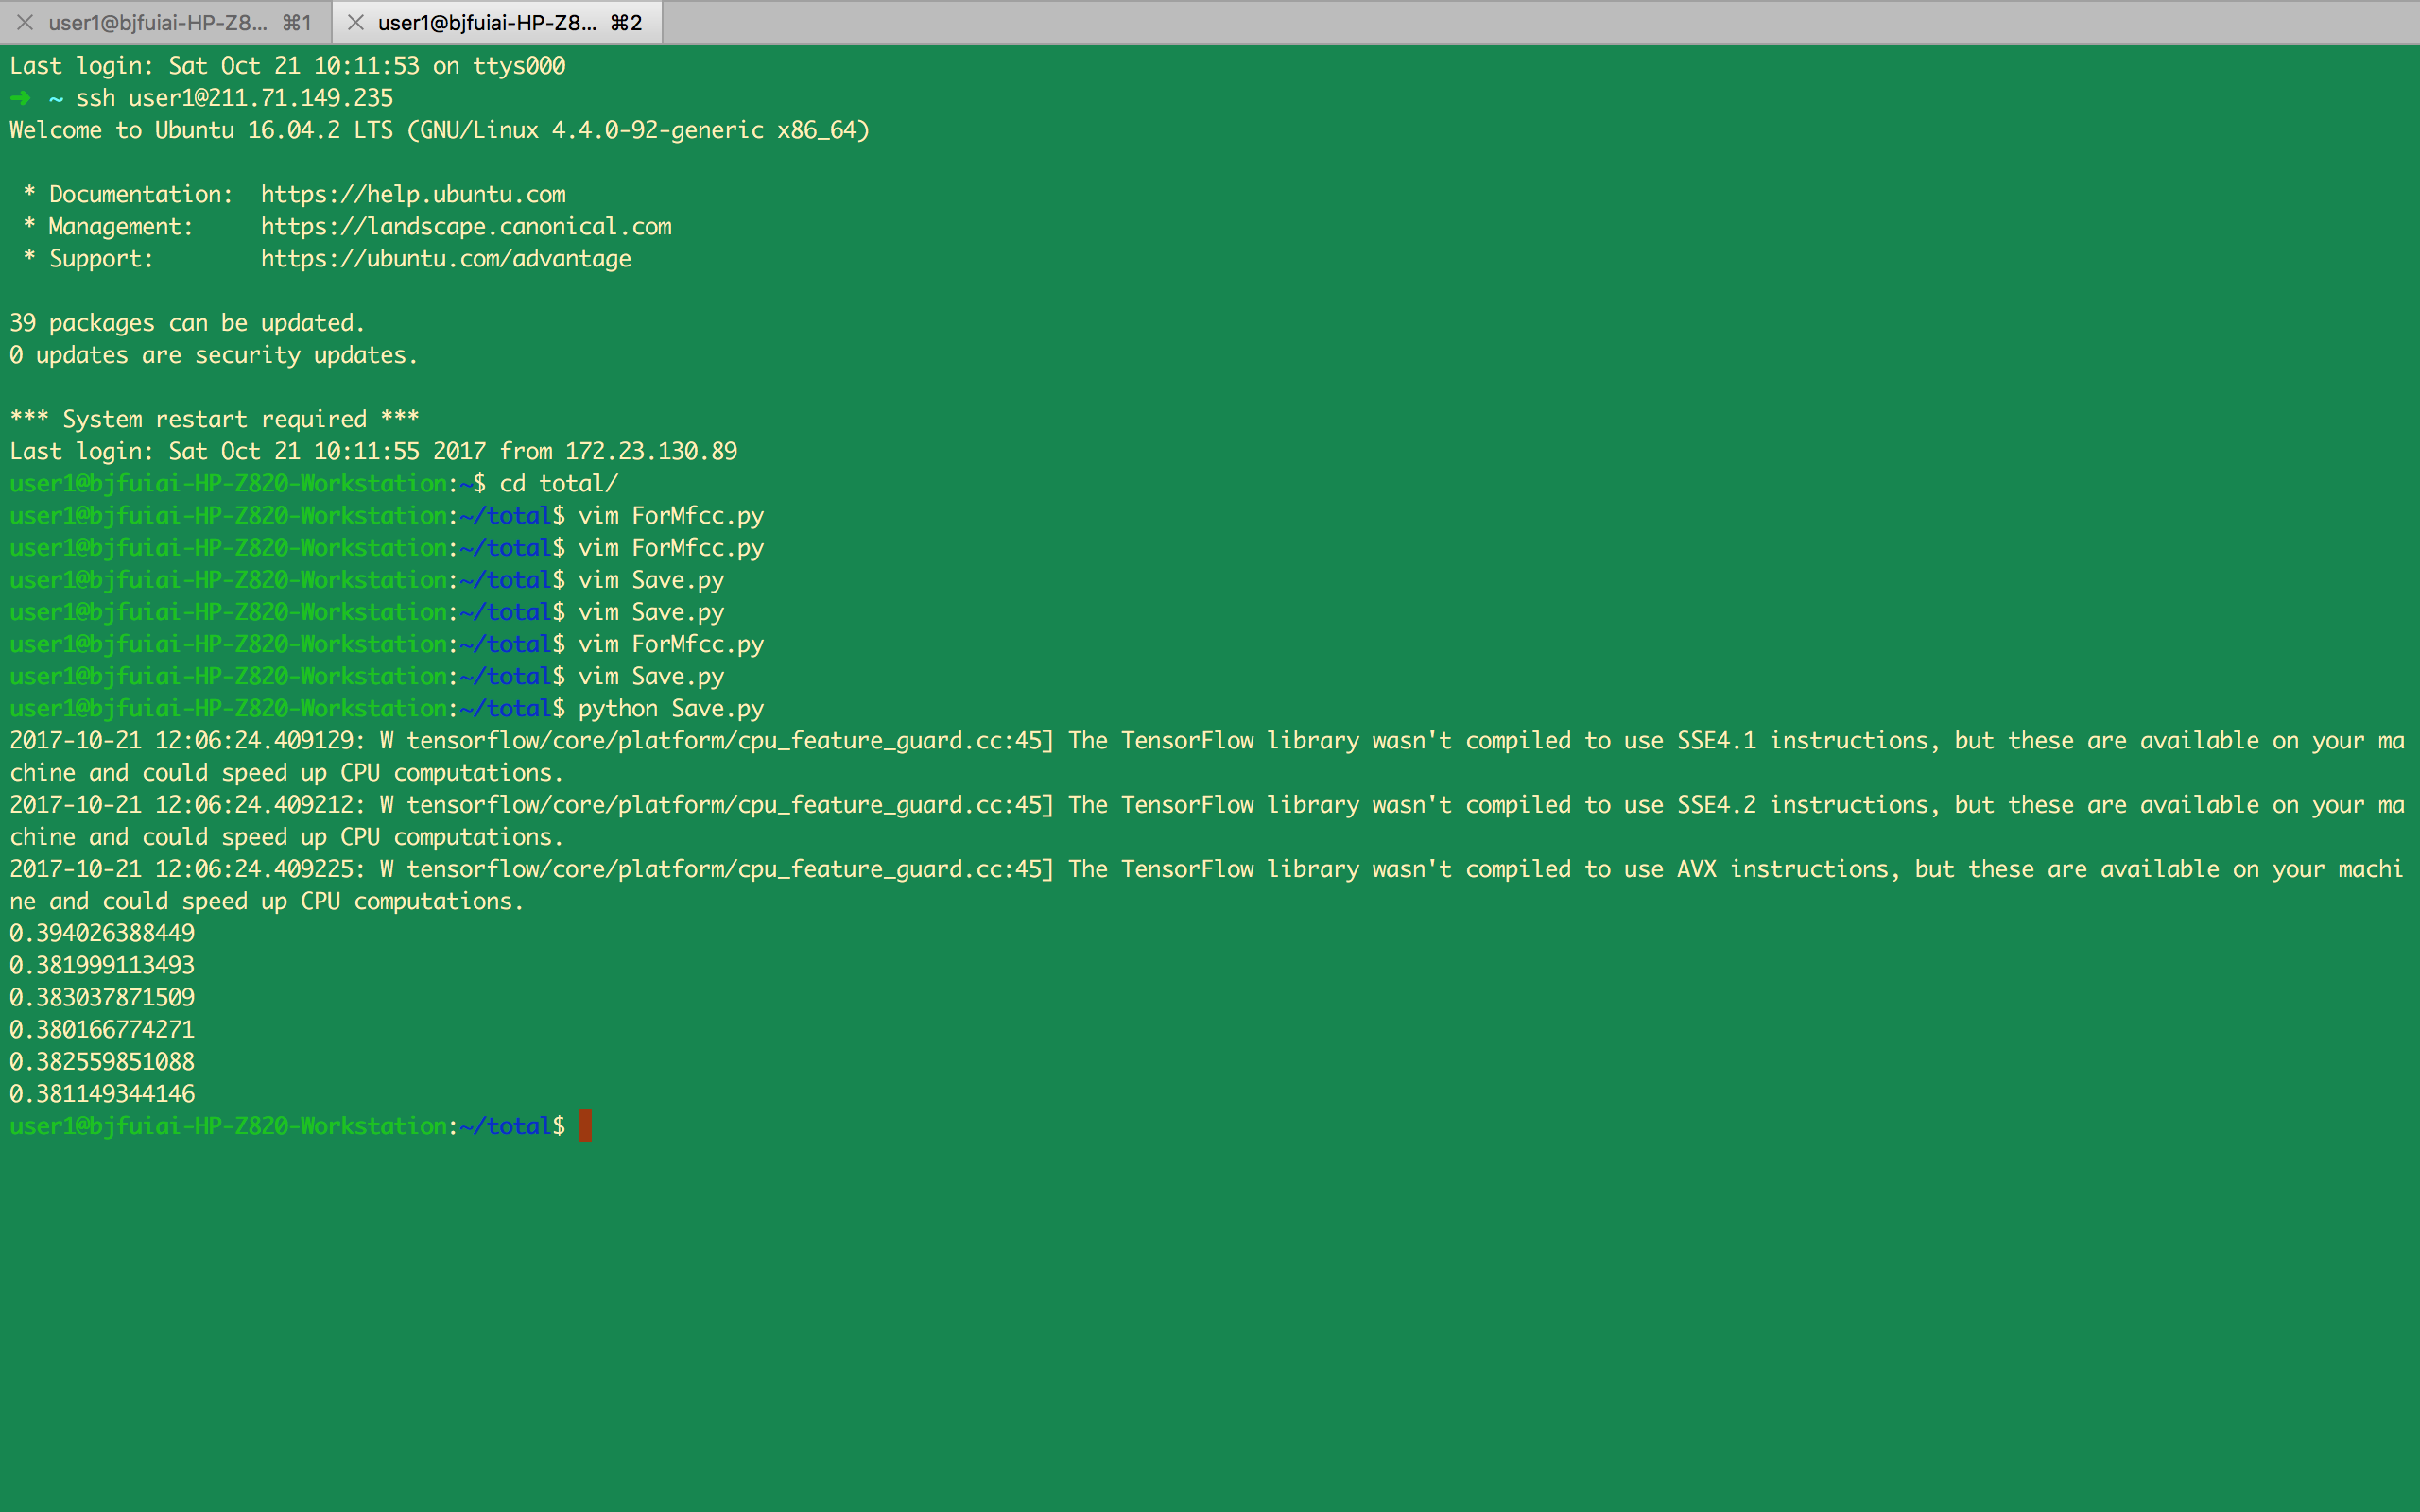 user1@bjfuiai-HP-Z8... ⌘1
user1@bjfuiai-HP-Z8... ⌘2
Last login: Sat Oct 21 10:11:53 on ttys000
➜ ~ ssh user1@211.71.149.235
Welcome to Ubuntu 16.04.2 LTS (GNU/Linux 4.4.0-92-generic x86_64)
* Documentation: https://help.ubuntu.com
* Management: https://landscape.canonical.com
* Support: https://ubuntu.com/advantage
39 packages can be updated.
0 updates are security updates.
*** System restart required ***
Last login: Sat Oct 21 10:11:55 2017 from 172.23.130.89
user1@bjfuiai-HP-Z820-Workstation:~$ cd total/
user1@bjfuiai-HP-Z820-Workstation:~/total$ vim ForMfcc.py
user1@bjfuiai-HP-Z820-Workstation:~/total$ vim ForMfcc.py
user1@bjfuiai-HP-Z820-Workstation:~/total$ vim Save.py
user1@bjfuiai-HP-Z820-Workstation:~/total$ vim Save.py
user1@bjfuiai-HP-Z820-Workstation:~/total$ vim ForMfcc.py
user1@bjfuiai-HP-Z820-Workstation:~/total$ vim Save.py
user1@bjfuiai-HP-Z820-Workstation:~/total$ python Save.py
2017-10-21 12:06:24.409129: W tensorflow/core/platform/cpu_feature_guard.cc:45] The TensorFlow library wasn't compiled to use SSE4.1 instructions, but these are available on your ma
chine and could speed up CPU computations.
2017-10-21 12:06:24.409212: W tensorflow/core/platform/cpu_feature_guard.cc:45] The TensorFlow library wasn't compiled to use SSE4.2 instructions, but these are available on your ma
chine and could speed up CPU computations.
2017-10-21 12:06:24.409225: W tensorflow/core/platform/cpu_feature_guard.cc:45] The TensorFlow library wasn't compiled to use AVX instructions, but these are available on your machi
ne and could speed up CPU computations.
0.394026388449
0.381999113493
0.383037871509
0.380166774271
0.382559851088
0.381149344146
user1@bjfuiai-HP-Z820-Workstation:~/total$